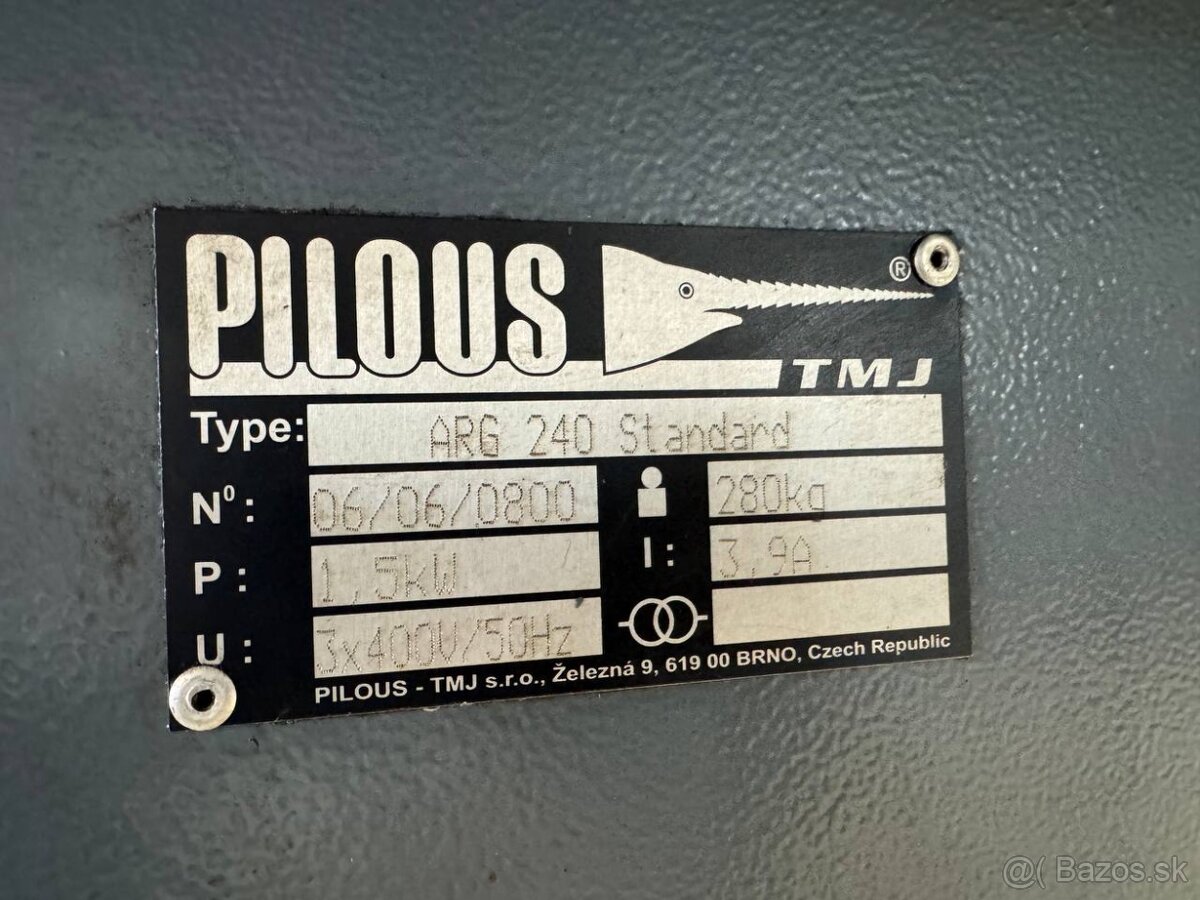 PILOUS ®
TMJ
Type: ARG 240 Standard
N⁰: 06/06/0800 280kg
P: 1,5kW I: 3,9A
U: 3x400V/50Hz
PILOUS - TMJ s.r.o., Železná 9, 619 00 BRNO, Czech Republic
@( Bazos.sk